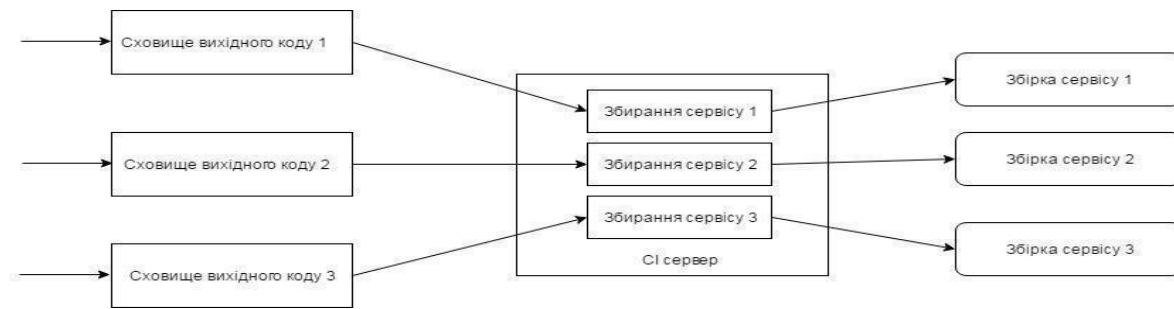 Сховище вихідного коду 1
Збирання сервісу 1
Збірка сервісу 1
Сховище вихідного коду 2
Збирання сервісу 2
Збірка сервісу 2
Сховище вихідного коду 3
Збирання сервісу 3
Збірка сервісу 3
CI сервер